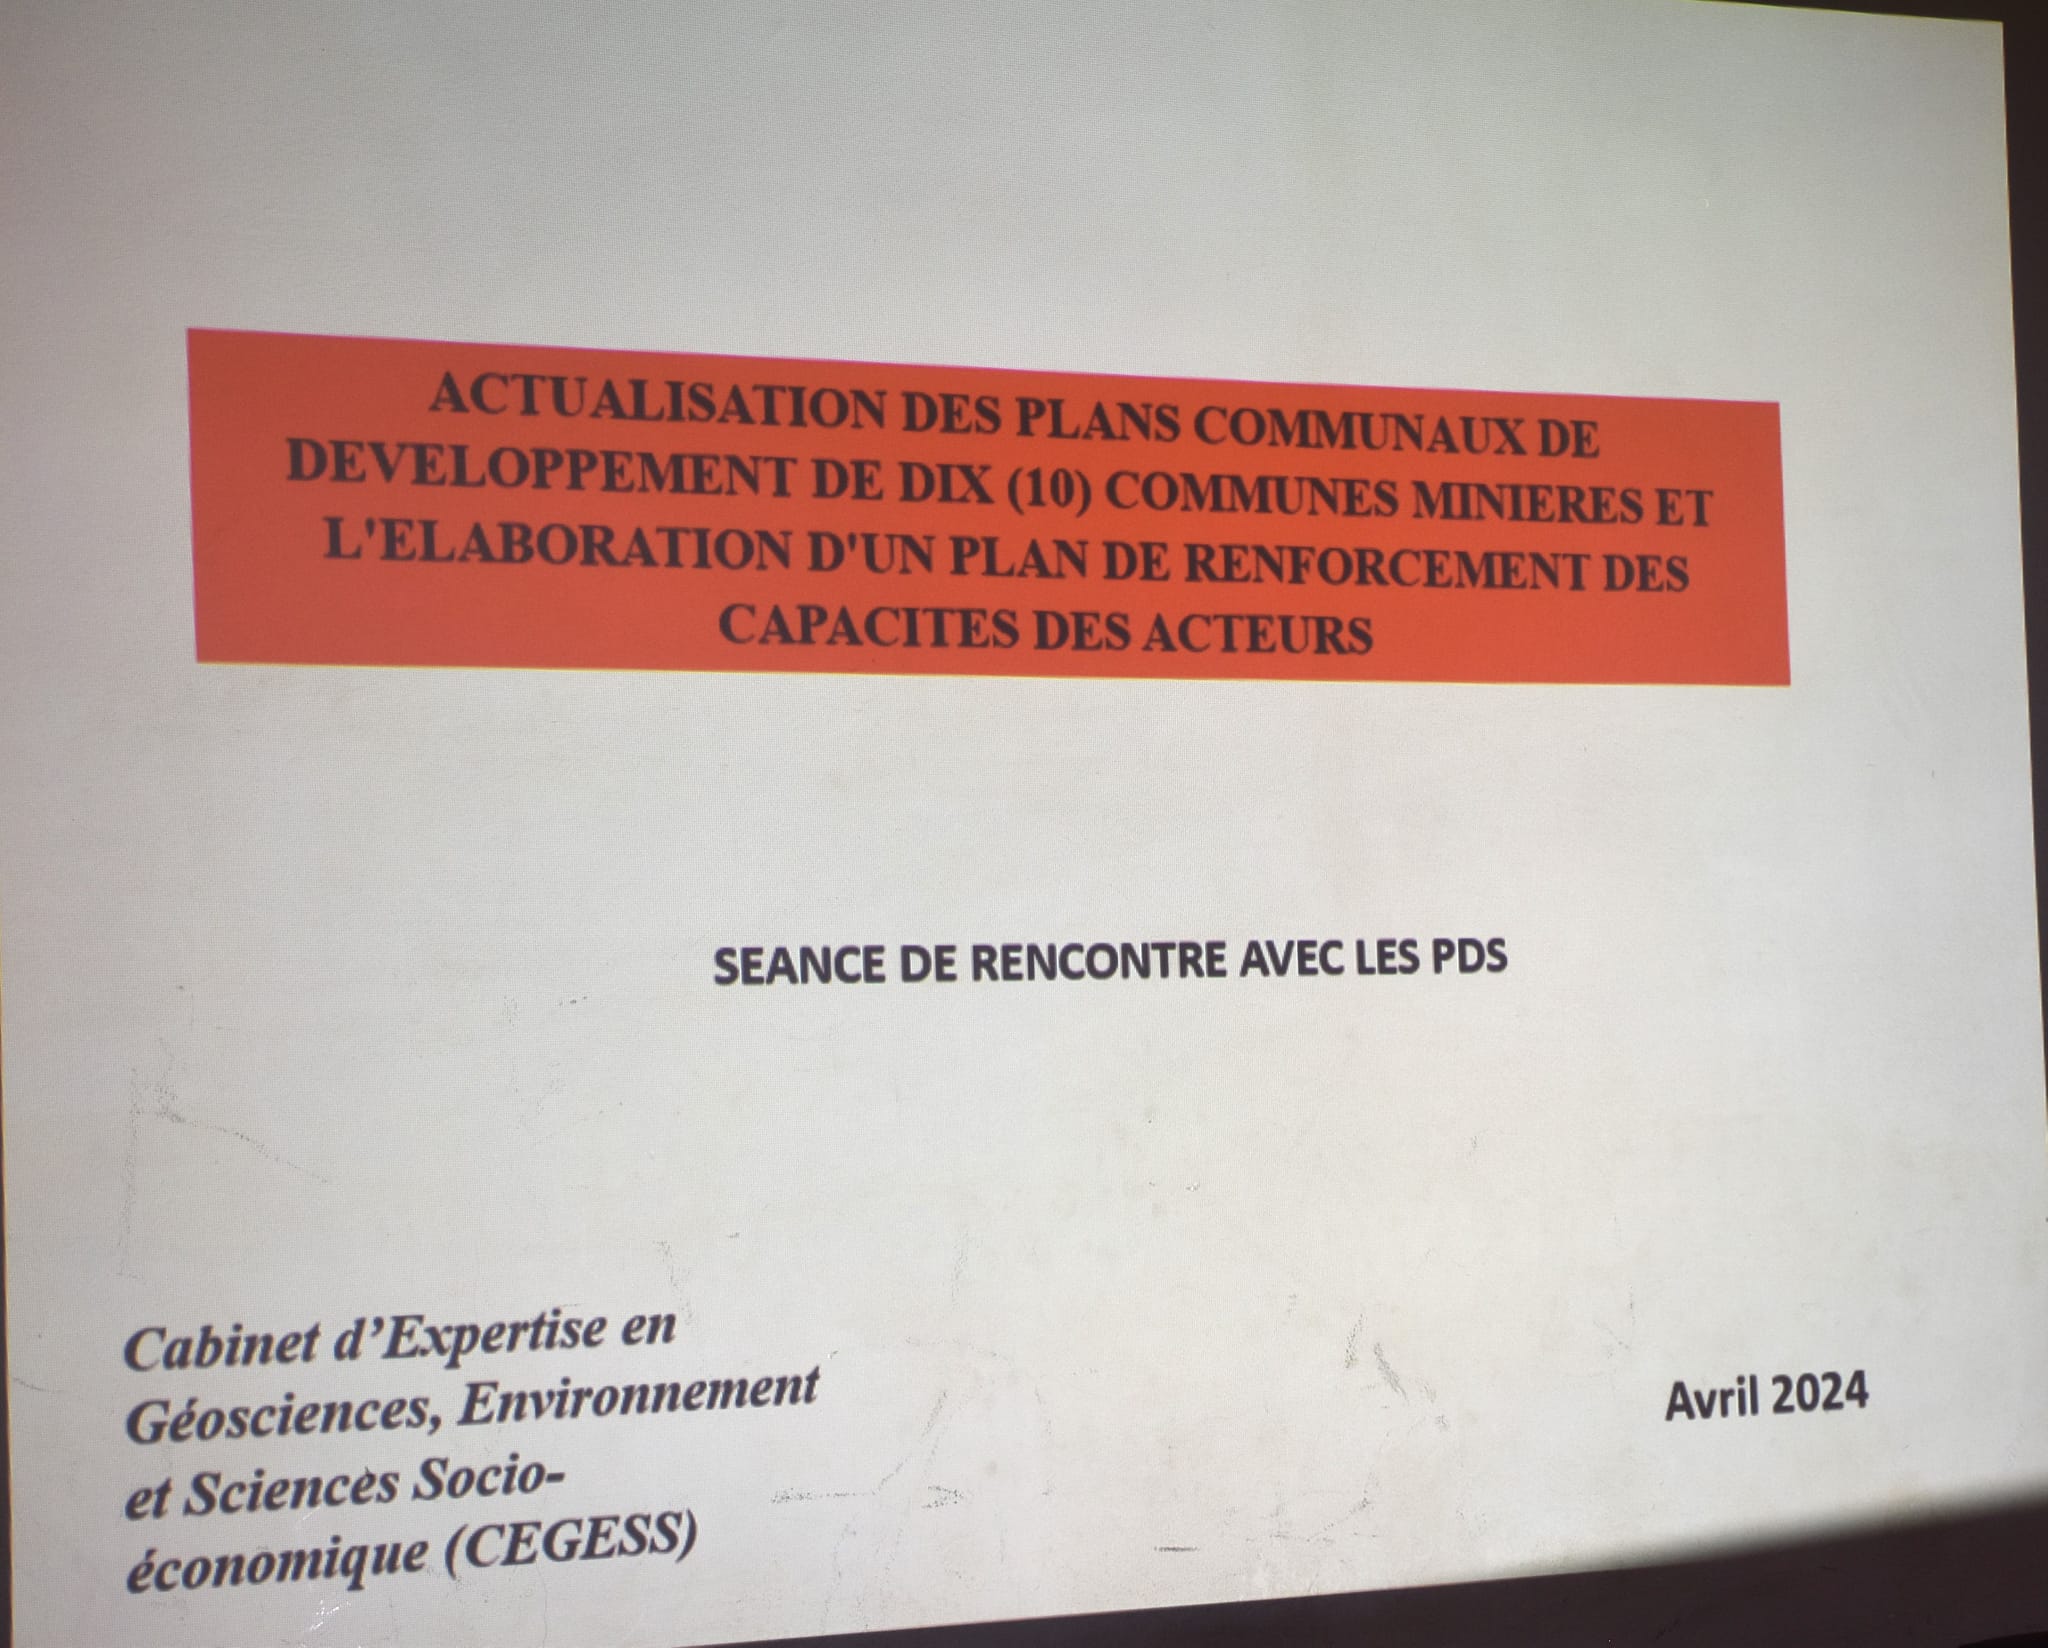 ACTUALISATION DES PLANS COMMUNAUX DE
DEVELOPPEMENT DE DIX (10) COMMUNES MINIERES ET
L'ELABORATION D'UN PLAN DE RENFORCEMENT DES
CAPACITES DES ACTEURS
SEANCE DE RENCONTRE AVEC LES PDS
Cabinet d’Expertise en
Géosciences, Environnement
et Sciences Socio-
économique (CEGESS)
Avril 2024